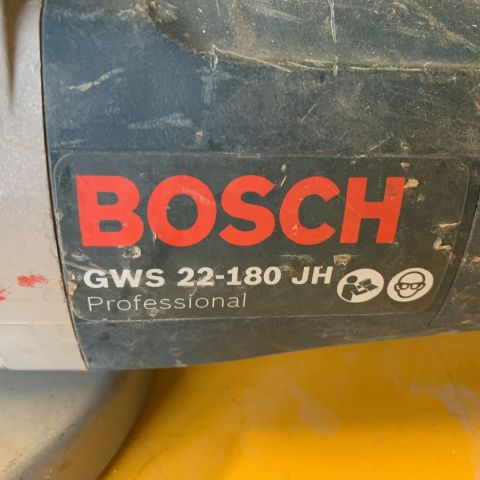 BOSCH
GWS 22-180 JH
Professional